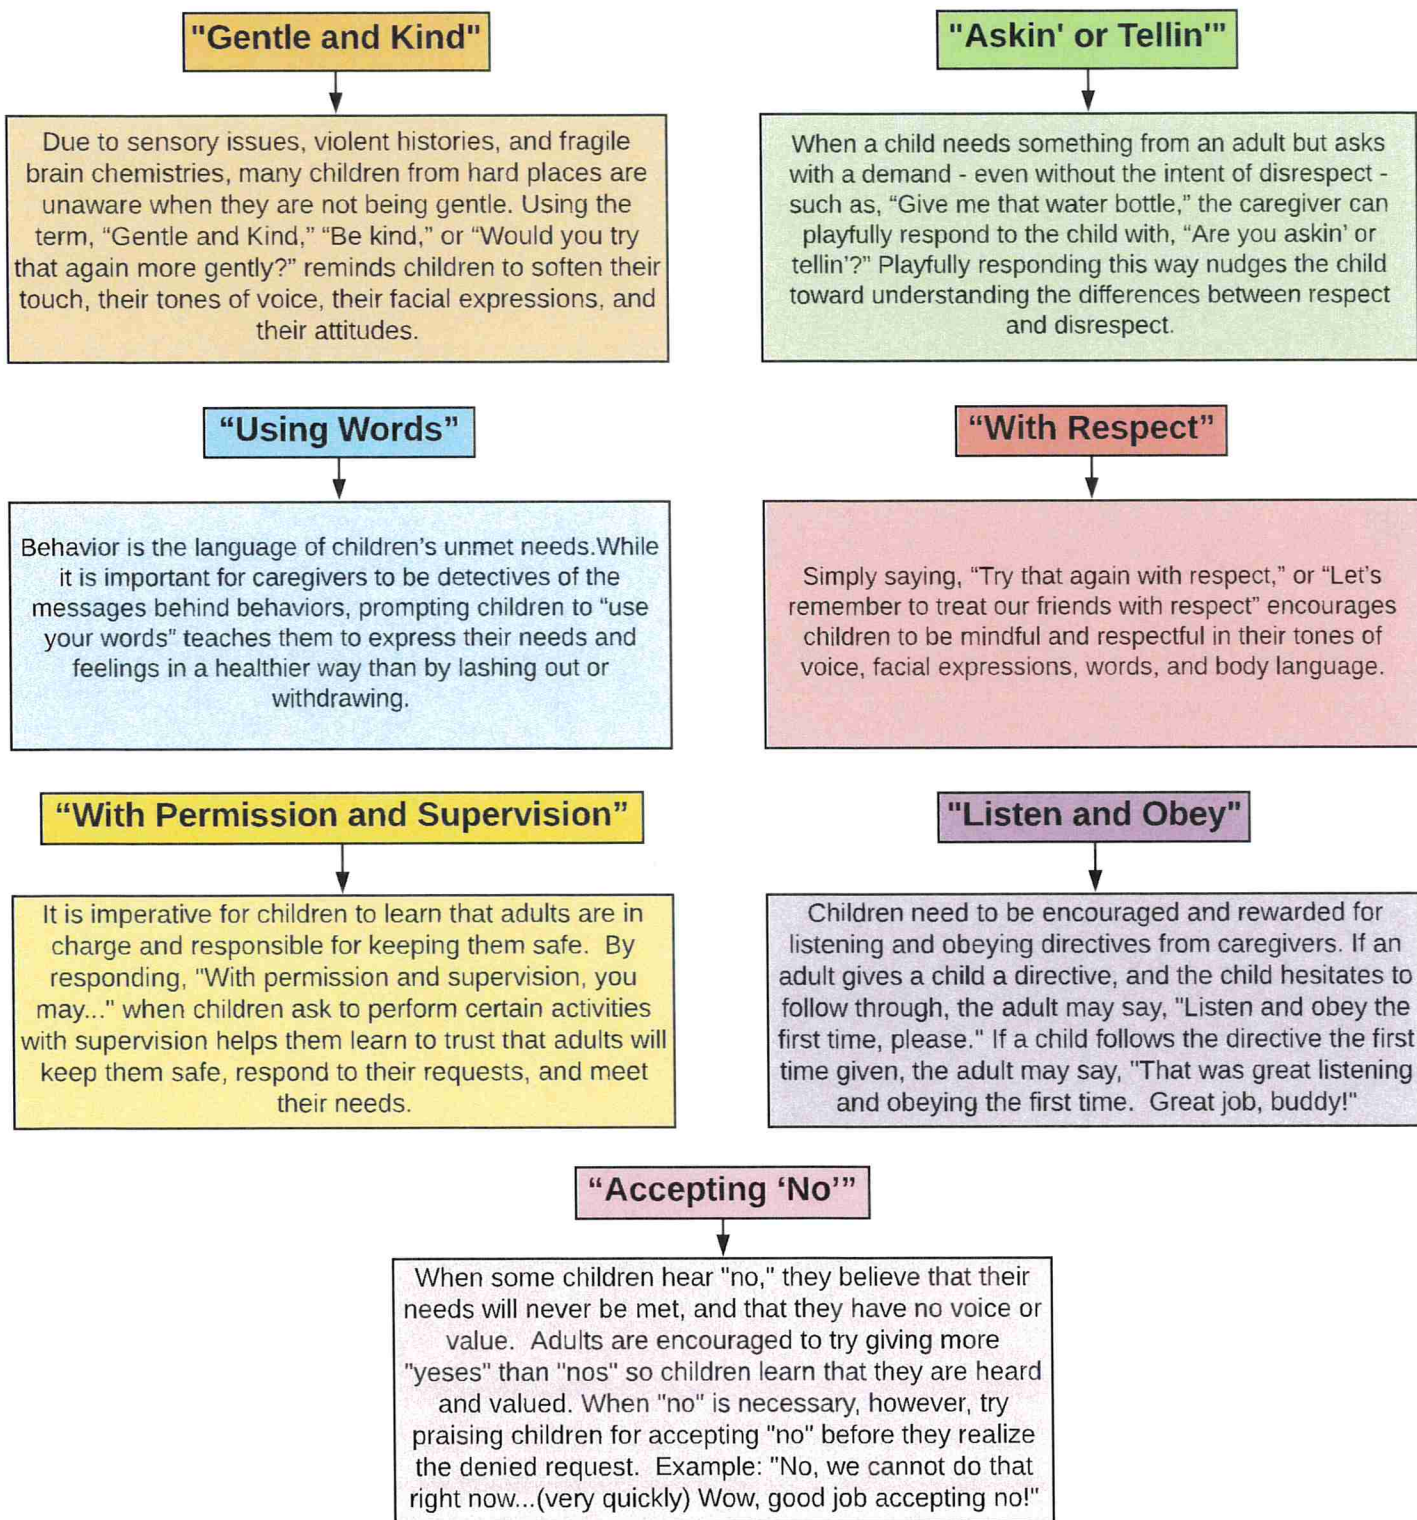 "Gentle and Kind"
Due to sensory issues, violent histories, and fragile
brain chemistries, many children from hard places are
unaware when they are not being gentle. Using the
term, “Gentle and Kind,” “Be kind,” or “Would you try
that again more gently?” reminds children to soften their
touch, their tones of voice, their facial expressions, and
their attitudes.
"Askin' or Tellin'"
When a child needs something from an adult but asks
with a demand - even without the intent of disrespect -
such as, “Give me that water bottle,” the caregiver can
playfully respond to the child with, “Are you askin’ or
tellin’?” Playfully responding this way nudges the child
toward understanding the differences between respect
and disrespect.
“Using Words”
Behavior is the language of children’s unmet needs.While
it is important for caregivers to be detectives of the
messages behind behaviors, prompting children to “use
your words” teaches them to express their needs and
feelings in a healthier way than by lashing out or
withdrawing.
“With Respect”
Simply saying, “Try that again with respect,” or “Let’s
remember to treat our friends with respect” encourages
children to be mindful and respectful in their tones of
voice, facial expressions, words, and body language.
“With Permission and Supervision”
It is imperative for children to learn that adults are in
charge and responsible for keeping them safe.  By
responding, "With permission and supervision, you
may..." when children ask to perform certain activities
with supervision helps them learn to trust that adults will
keep them safe, respond to their requests, and meet
their needs.
"Listen and Obey"
Children need to be encouraged and rewarded for
listening and obeying directives from caregivers. If an
adult gives a child a directive, and the child hesitates to
follow through, the adult may say, "Listen and obey the
first time, please." If a child follows the directive the first
time given, the adult may say, "That was great listening
and obeying the first time.  Great job, buddy!"
“Accepting ‘No’”
When some children hear "no," they believe that their
needs will never be met, and that they have no voice or
value.  Adults are encouraged to try giving more
"yeses" than "nos" so children learn that they are heard
and valued. When "no" is necessary, however, try
praising children for accepting "no" before they realize
the denied request.  Example: "No, we cannot do that
right now...(very quickly) Wow, good job accepting no!"